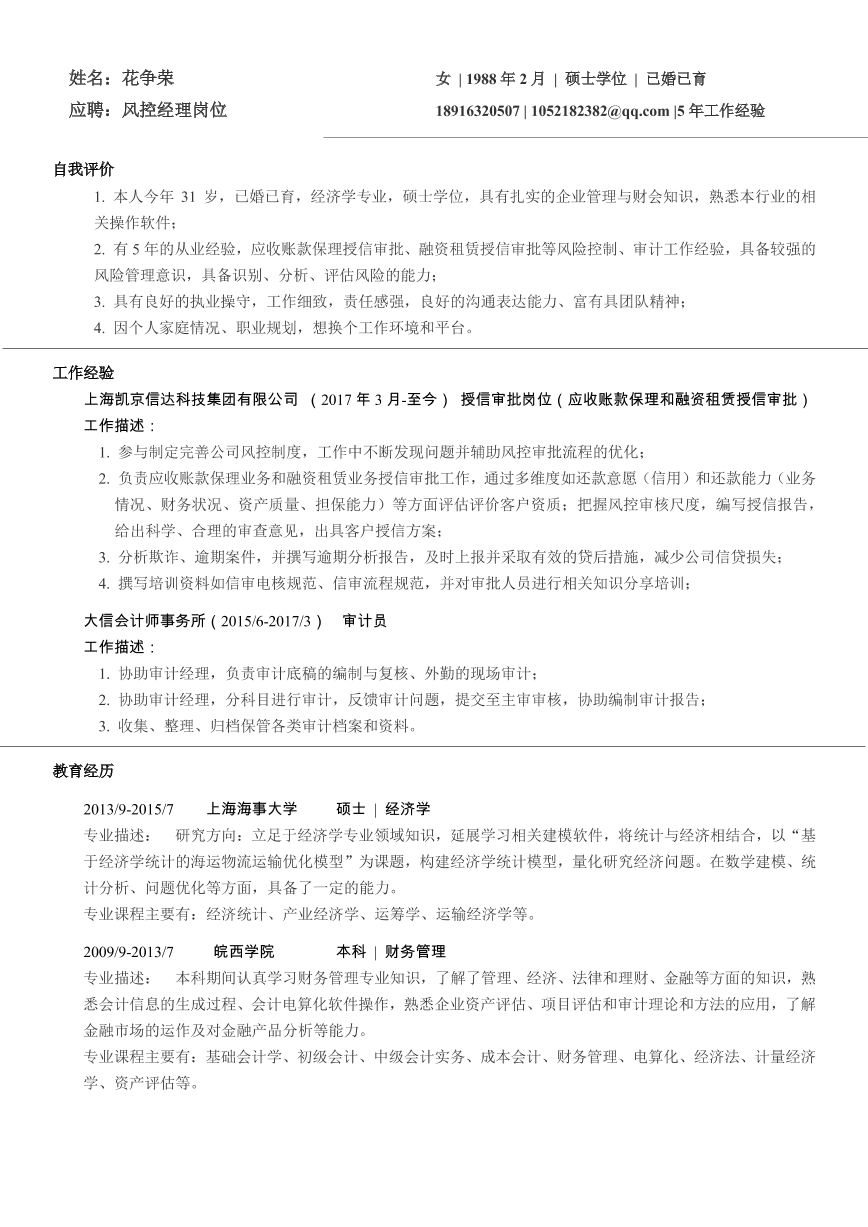 姓名：花争荣
女 | 1988 年 2 月 | 硕士学位 | 已婚已育
应聘：风控经理岗位
18916320507 | 1052182382@qq.com |5 年工作经验
自我评价
1. 本人今年 31 岁，已婚已育，经济学专业，硕士学位，具有扎实的企业管理与财会知识，熟悉本行业的相
关操作软件；
2. 有 5 年的从业经验，应收账款保理授信审批、融资租赁授信审批等风险控制、审计工作经验，具备较强的
风险管理意识，具备识别、分析、评估风险的能力；
3. 具有良好的执业操守，工作细致，责任感强，良好的沟通表达能力、富有具团队精神；
4. 因个人家庭情况、职业规划，想换个工作环境和平台。
工作经验
上海凯京信达科技集团有限公司 （2017 年 3 月-至今） 授信审批岗位（应收账款保理和融资租赁授信审批）
工作描述：
1. 参与制定完善公司风控制度，工作中不断发现问题并辅助风控审批流程的优化；
2. 负责应收账款保理业务和融资租赁业务授信审批工作，通过多维度如还款意愿（信用）和还款能力（业务
情况、财务状况、资产质量、担保能力）等方面评估评价客户资质；把握风控审核尺度，编写授信报告，
给出科学、合理的审查意见，出具客户授信方案；
3. 分析欺诈、逾期案件，并撰写逾期分析报告，及时上报并采取有效的贷后措施，减少公司信贷损失；
4. 撰写培训资料如信审电核规范、信审流程规范，并对审批人员进行相关知识分享培训；
大信会计师事务所（2015/6-2017/3） 审计员
工作描述：
1. 协助审计经理，负责审计底稿的编制与复核、外勤的现场审计；
2. 协助审计经理，分科目进行审计，反馈审计问题，提交至主审审核，协助编制审计报告；
3. 收集、整理、归档保管各类审计档案和资料。
教育经历
2013/9-2015/7 上海海事大学 硕士 | 经济学
专业描述： 研究方向：立足于经济学专业领域知识，延展学习相关建模软件，将统计与经济相结合，以“基
于经济学统计的海运物流运输优化模型”为课题，构建经济学统计模型，量化研究经济问题。在数学建模、统
计分析、问题优化等方面，具备了一定的能力。
专业课程主要有：经济统计、产业经济学、运筹学、运输经济学等。
2009/9-2013/7 皖西学院 本科 | 财务管理
专业描述： 本科期间认真学习财务管理专业知识，了解了管理、经济、法律和理财、金融等方面的知识，熟
悉会计信息的生成过程、会计电算化软件操作，熟悉企业资产评估、项目评估和审计理论和方法的应用，了解
金融市场的运作及对金融产品分析等能力。
专业课程主要有：基础会计学、初级会计、中级会计实务、成本会计、财务管理、电算化、经济法、计量经济
学、资产评估等。